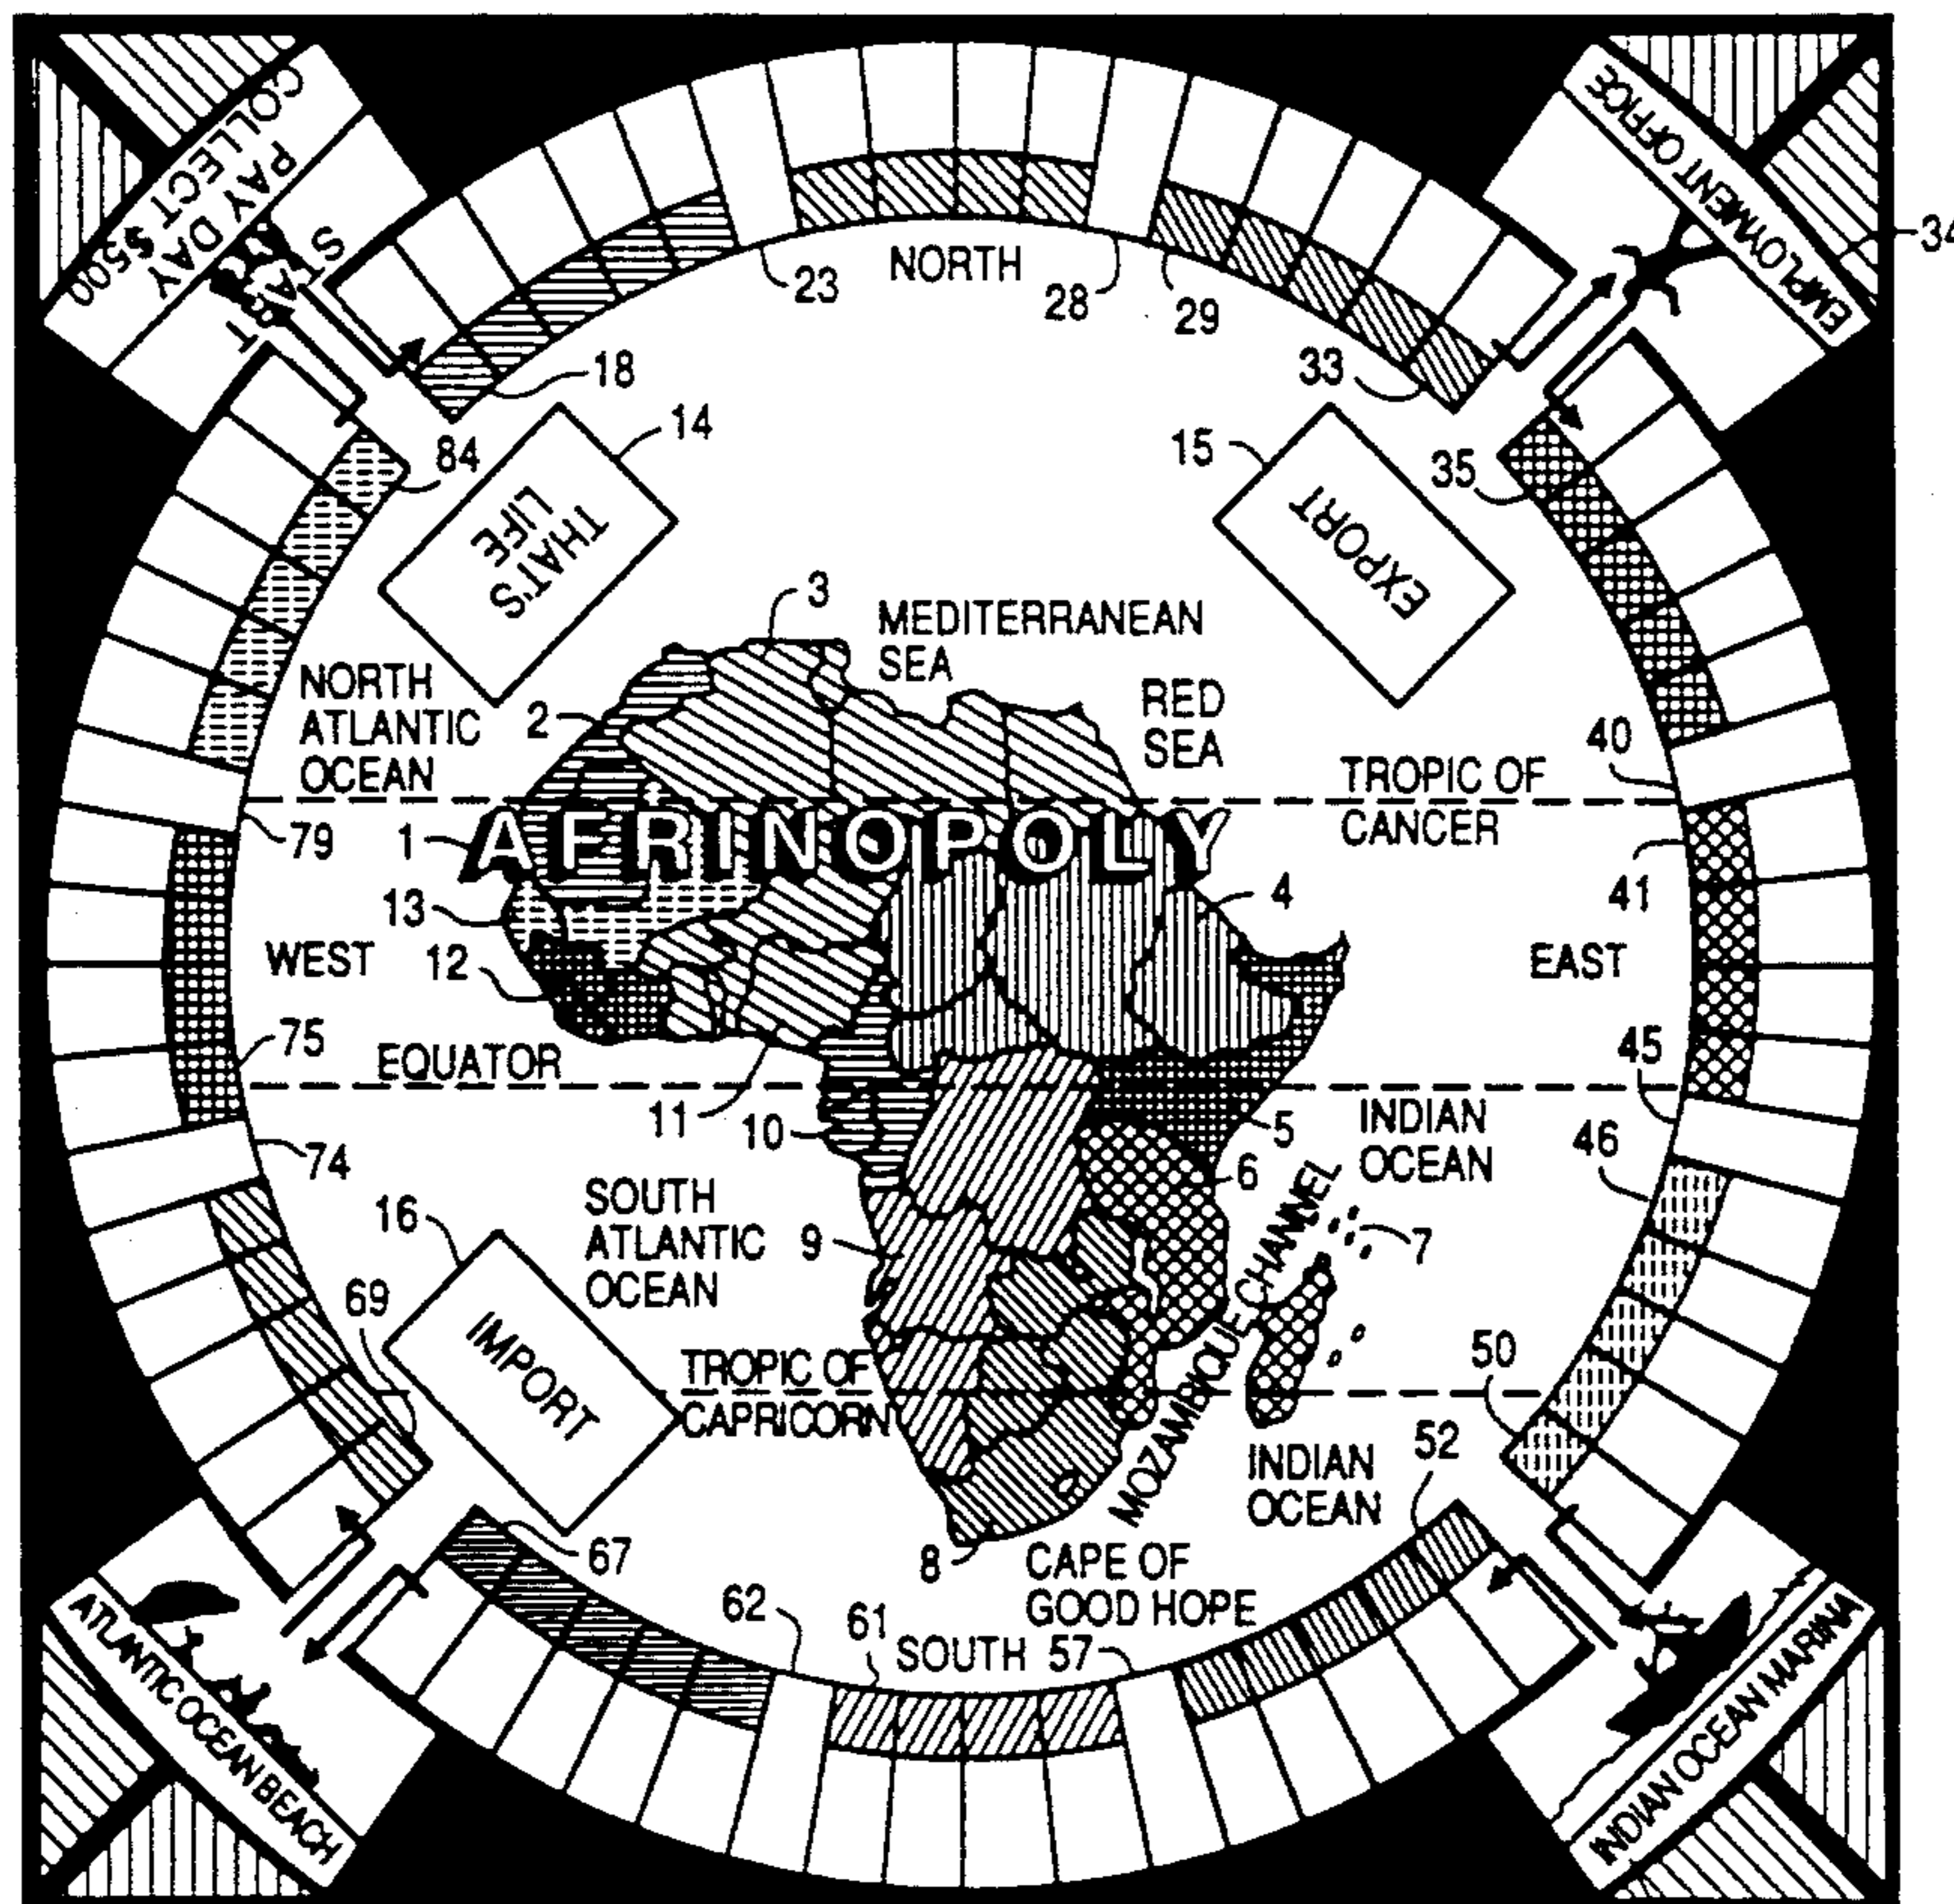 COLLECT $500
PAY DAY
START
EMPLOYMENT OFFICE
34
23
NORTH
28
29
18
33
14
15
84
35
THAT'S
LIFE
EXPORT
3
MEDITERRANEAN
SEA
NORTH
ATLANTIC
OCEAN
2
RED
SEA
40
TROPIC OF
CANCER
79
1
AFRINOPOLY
41
13
4
WEST
12
EAST
75
EQUATOR
45
11
10
5
INDIAN
OCEAN
46
74
6
16
SOUTH
ATLANTIC
OCEAN
9
7
MOZAMBIQUE CHANNEL
69
IMPORT
TROPIC OF
CAPRICORN
50
52
INDIAN
OCEAN
67
8
CAPE OF
GOOD HOPE
62
61
SOUTH
57
ATLANTIC OCEAN BEACH
INDIAN OCEAN MARINA